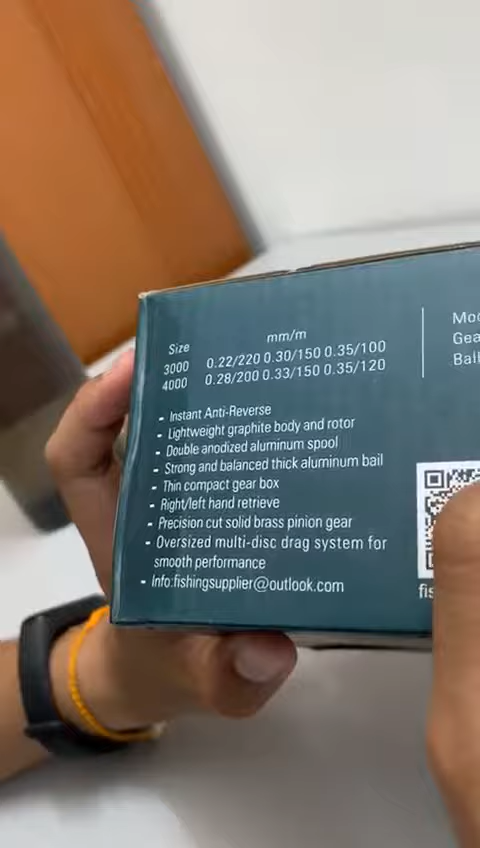 Size mm/m
3000 0.22/220 0.30/150 0.35/100
4000 0.28/200 0.33/150 0.35/120
- Instant Anti-Reverse
- Lightweight graphite body and rotor
- Double anodized aluminum spool
- Strong and balanced thick aluminum bail
- Thin compact gear box
- Right/left hand retrieve
- Precision cut solid brass pinion gear
- Oversized multi-disc drag system for
smooth performance
- Info:fishingsupplier@outlook.com
Gea
Ball